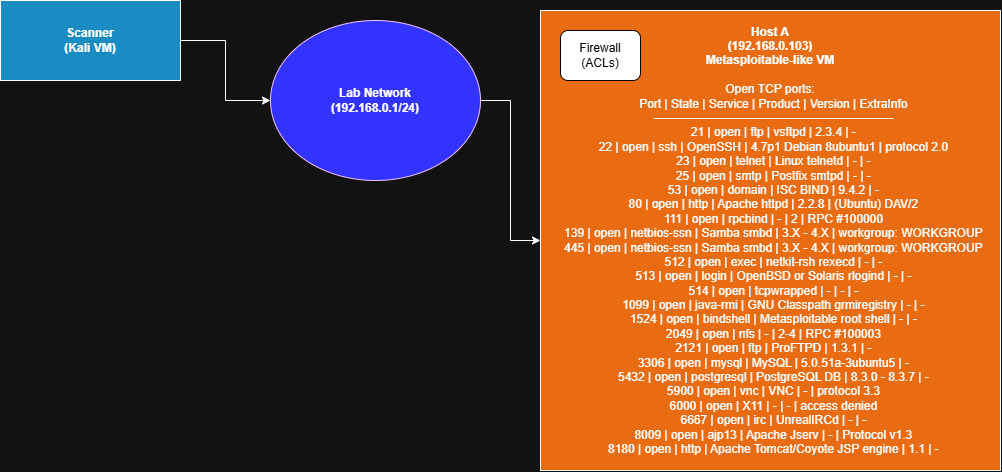 Scanner
(Kali VM)
Lab Network
(192.168.0.1/24)
Firewall
(ACLs)
Host A
(192.168.0.103)
Metasploitable-like VM
Open TCP ports:
Port | State | Service | Product | Version | ExtraInfo
------------------------------------------------------------
21 | open | ftp | vsftpd | 2.3.4 | -
22 | open | ssh | OpenSSH | 4.7p1 Debian 8ubuntu1 | protocol 2.0
23 | open | telnet | Linux telnetd | - | -
25 | open | smtp | Postfix smtpd | - | -
53 | open | domain | ISC BIND | 9.4.2 | -
80 | open | http | Apache httpd | 2.2.8 | (Ubuntu) DAV/2
111 | open | rpcbind | - | 2 | RPC #100000
139 | open | netbios-ssn | Samba smbd | 3.X - 4.X | workgroup: WORKGROUP
445 | open | netbios-ssn | Samba smbd | 3.X - 4.X | workgroup: WORKGROUP
512 | open | exec | netkit-rsh rexecd | - | -
513 | open | login | OpenBSD or Solaris rlogind | - | -
514 | open | tcpwrapped | - | - | -
1099 | open | java-rmi | GNU Classpath grmiregistry | - | -
1524 | open | bindshell | Metasploitable root shell | - | -
2049 | open | nfs | - | 2-4 | RPC #100003
2121 | open | ftp | ProFTPD | 1.3.1 | -
3306 | open | mysql | MySQL | 5.0.51a-3ubuntu5 | -
5432 | open | postgresql | PostgreSQL DB | 8.3.0 - 8.3.7 | -
5900 | open | vnc | VNC | - | protocol 3.3
6000 | open | X11 | - | - | access denied
6667 | open | irc | UnrealIRCd | - | -
8009 | open | ajp13 | Apache Jserv | - | Protocol v1.3
8180 | open | http | Apache Tomcat/Coyote JSP engine | 1.1 | -